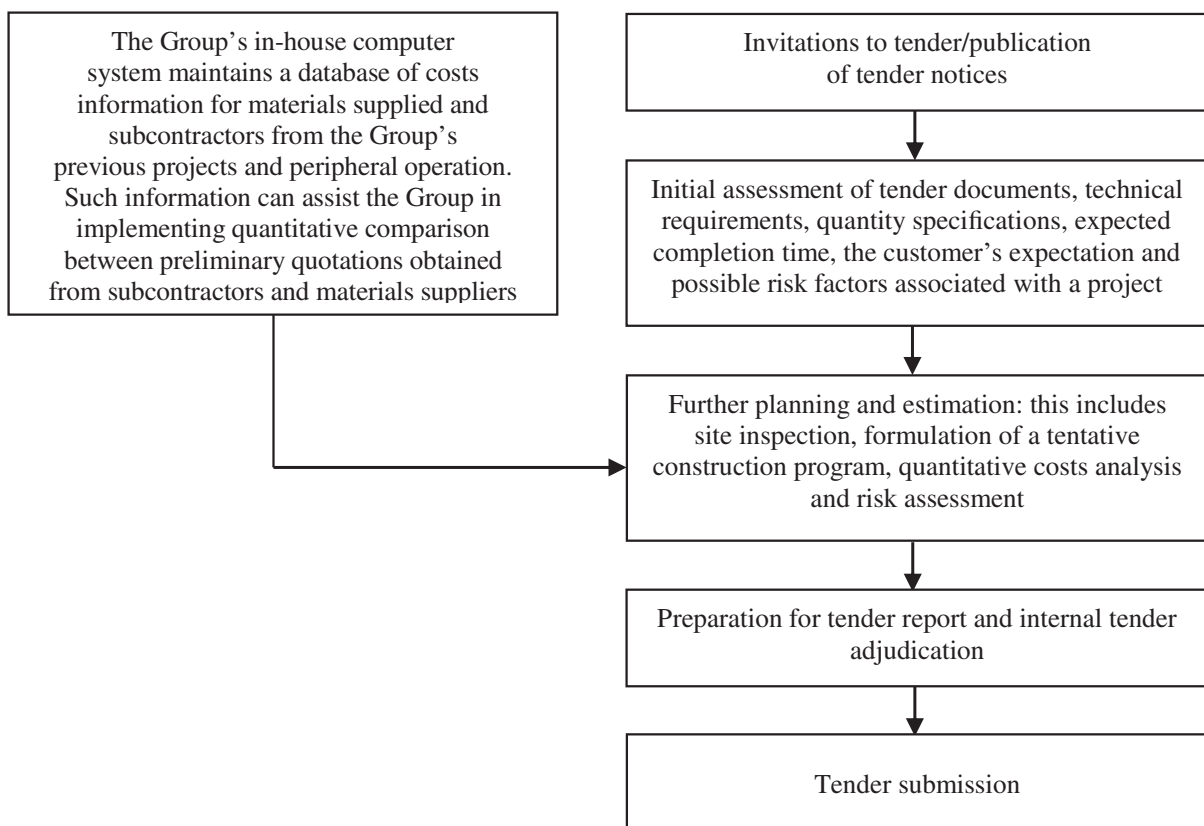 The Group's in-house computer
system maintains a database of costs
information for materials supplied and
subcontractors from the Group's
previous projects and peripheral operation.
Such information can assist the Group in
implementing quantitative comparison
between preliminary quotations obtained
from subcontractors and materials suppliers
Invitations to tender/publication
of tender notices
Initial assessment of tender documents, technical
requirements, quantity specifications, expected
completion time, the customer's expectation and
possible risk factors associated with a project
Further planning and estimation: this includes
site inspection, formulation of a tentative
construction program, quantitative costs analysis
and risk assessment
Preparation for tender report and internal tender
adjudication
Tender submission